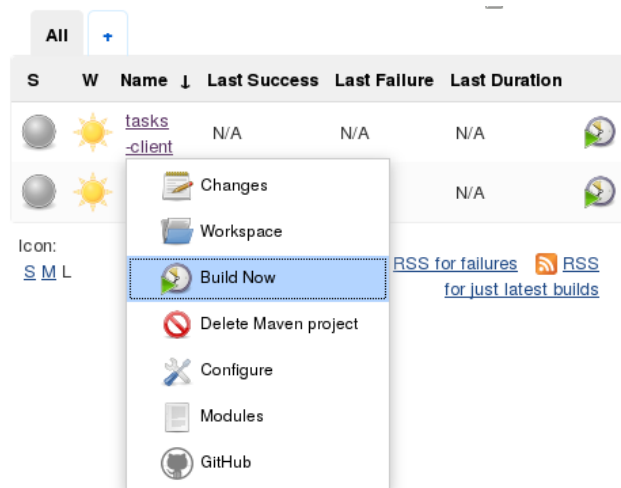 All +
S W Name ↓ Last Success Last Failure Last Duration
tasks
-client N/A N/A N/A
Changes
N/A
Workspace
Icon:
S M L
Build Now
RSS for failures RSS
for just latest builds
Delete Maven project
Configure
Modules
GitHub